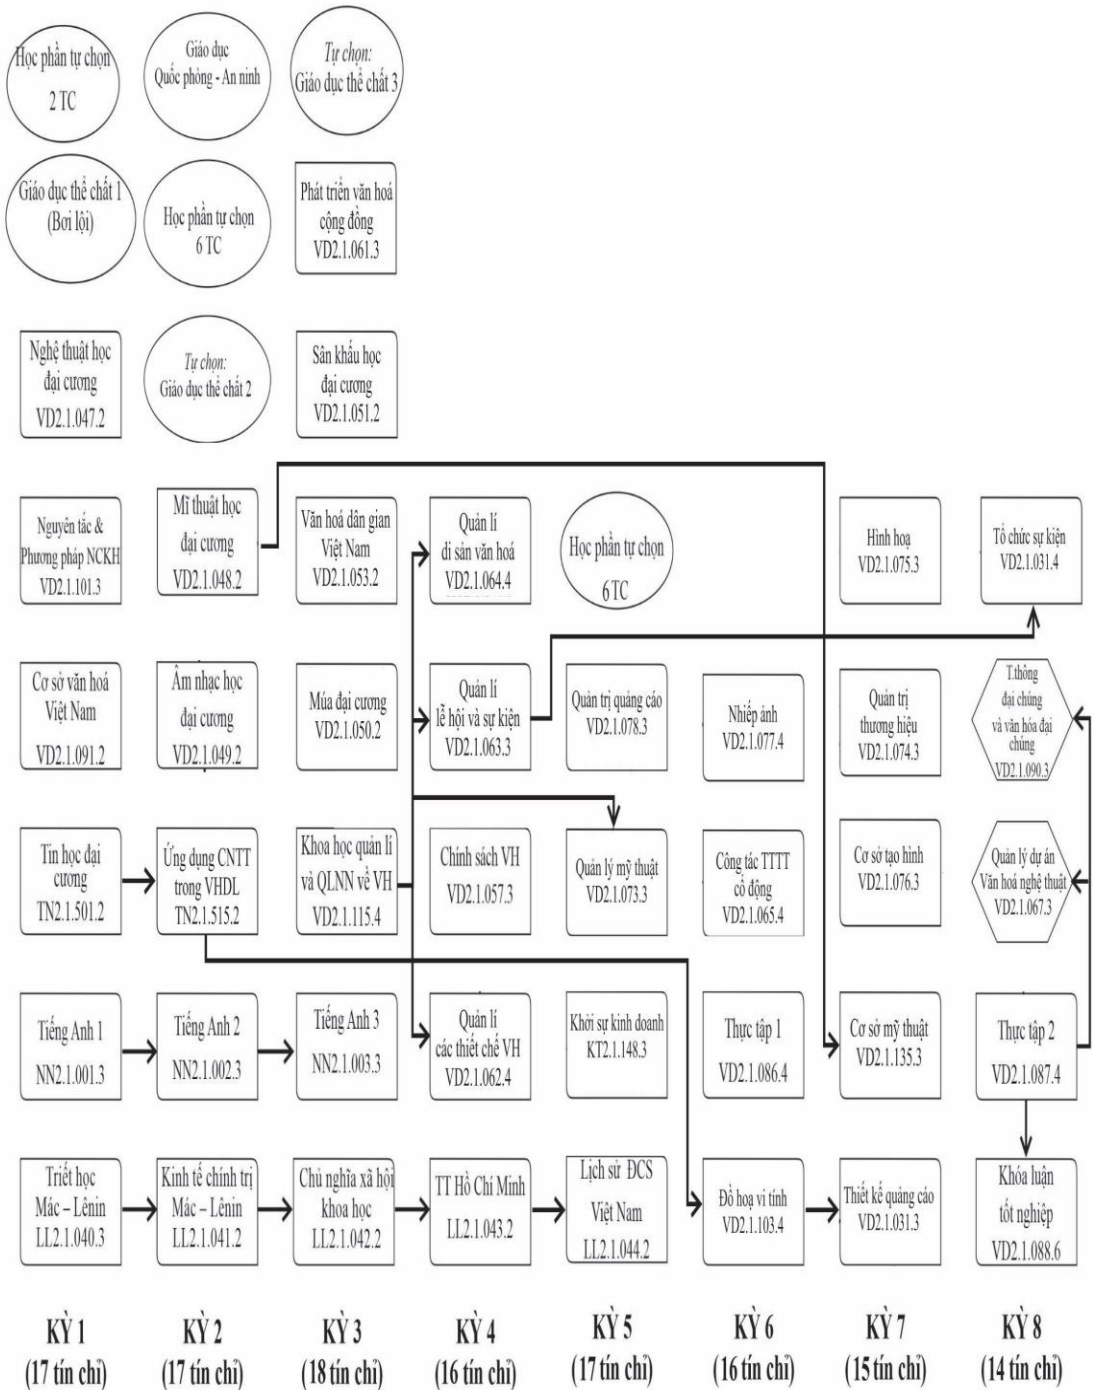 Học phần tự chọn
2 TC
Giáo dục
Quốc phòng - An ninh
Tự chọn:
Giáo dục thể chất 3
Giáo dục thể chất 1
(Bơi lội)
Học phần tự chọn
6 TC
Phát triển văn hoá
cộng đồng
VD2.1.061.3
Nghệ thuật học
đại cương
VD2.1.047.2
Tự chọn:
Giáo dục thể chất 2
Sân khấu học
đại cương
VD2.1.051.2
Nguyên tắc &
Phương pháp NCKH
VD2.1.101.3
Mĩ thuật học
đại cương
VD2.1.048.2
Văn hoá dân gian
Việt Nam
VD2.1.053.2
Quản lí
di sản văn hoá
VD2.1.064.4
Học phần tự chọn
6 TC
Hình hoạ
VD2.1.075.3
Tổ chức sự kiện
VD2.1.031.4
Cơ sở văn hoá
Việt Nam
VD2.1.091.2
Âm nhạc học
đại cương
VD2.1.049.2
Múa đại cương
VD2.1.050.2
Quản lí
lễ hội và sự kiện
VD2.1.063.3
Quản trị quảng cáo
VD2.1.078.3
Nhiếp ảnh
VD2.1.077.4
Quản trị
thương hiệu
VD2.1.074.3
T.thông
đại chúng
và văn hóa đại
chúng
VD2.1.090.3
Tin học đại
cương
TN2.1.501.2
Ứng dụng CNTT
trong VHDL
TN2.1.515.2
Khoa học quản lí
và QLNN về VH
VD2.1.115.4
Chính sách VH
VD2.1.057.3
Quản lý mỹ thuật
VD2.1.073.3
Công tác TTTT
cổ động
VD2.1.065.4
Cơ sở tạo hình
VD2.1.076.3
Quản lý dự án
Văn hoá nghệ thuật
VD2.1.067.3
Tiếng Anh 1
NN2.1.001.3
Tiếng Anh 2
NN2.1.002.3
Tiếng Anh 3
NN2.1.003.3
Quản lí
các thiết chế VH
VD2.1.062.4
Khởi sự kinh doanh
KT2.1.148.3
Thực tập 1
VD2.1.086.4
Cơ sở mỹ thuật
VD2.1.135.3
Thực tập 2
VD2.1.087.4
Triết học
Mác – Lênin
LL2.1.040.3
Kinh tế chính trị
Mác – Lênin
LL2.1.041.2
Chủ nghĩa xã hội
khoa học
LL2.1.042.2
TT Hồ Chí Minh
LL2.1.043.2
Lịch sử ĐCS
Việt Nam
LL2.1.044.2
Đồ hoạ vi tính
VD2.1.103.4
Thiết kế quảng cáo
VD2.1.031.3
Khóa luận
tốt nghiệp
VD2.1.088.6
KỲ 1
(17 tín chỉ)
KỲ 2
(17 tín chỉ)
KỲ 3
(18 tín chỉ)
KỲ 4
(16 tín chỉ)
KỲ 5
(17 tín chỉ)
KỲ 6
(16 tín chỉ)
KỲ 7
(15 tín chỉ)
KỲ 8
(14 tín chỉ)